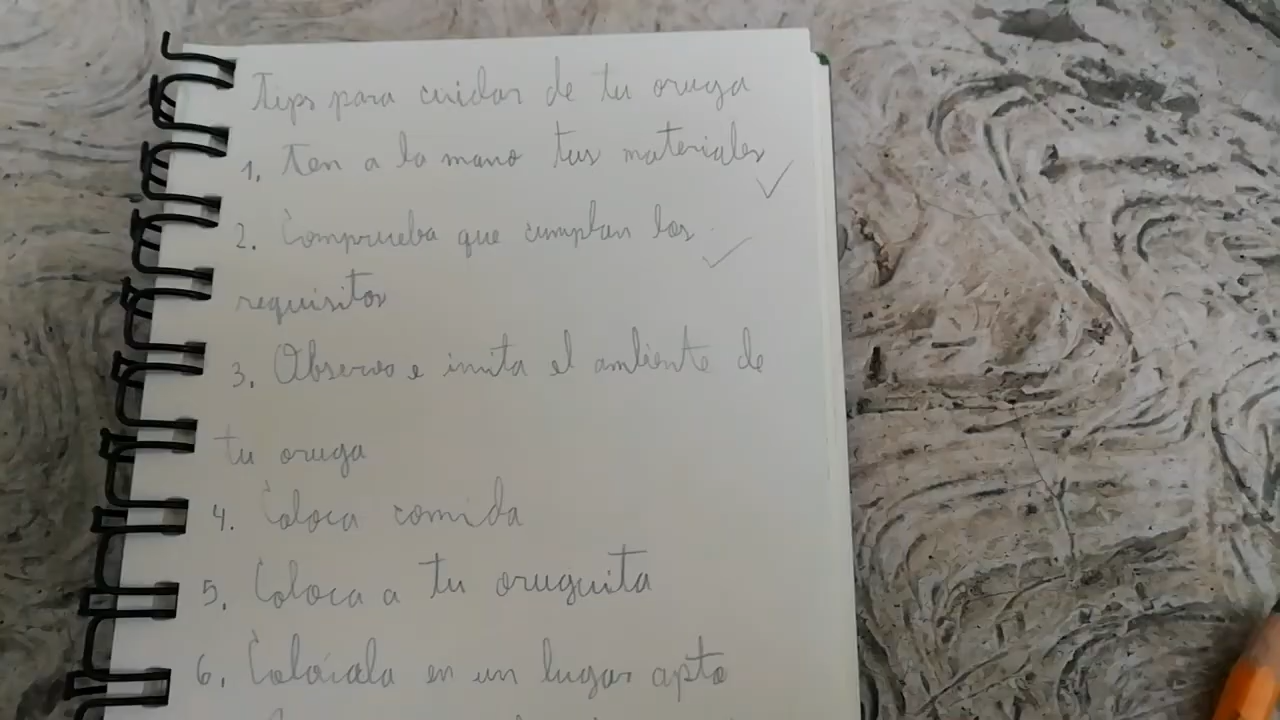 Tips para cuidar de tu oruga
1. Ten a la mano tus materiales
2. Comprueba que cumplan los
requisitos
3. Observa e imita el ambiente de
tu oruga
4. Coloca comida
5. Coloca a tu oruguita
6. Colócala en un lugar apto